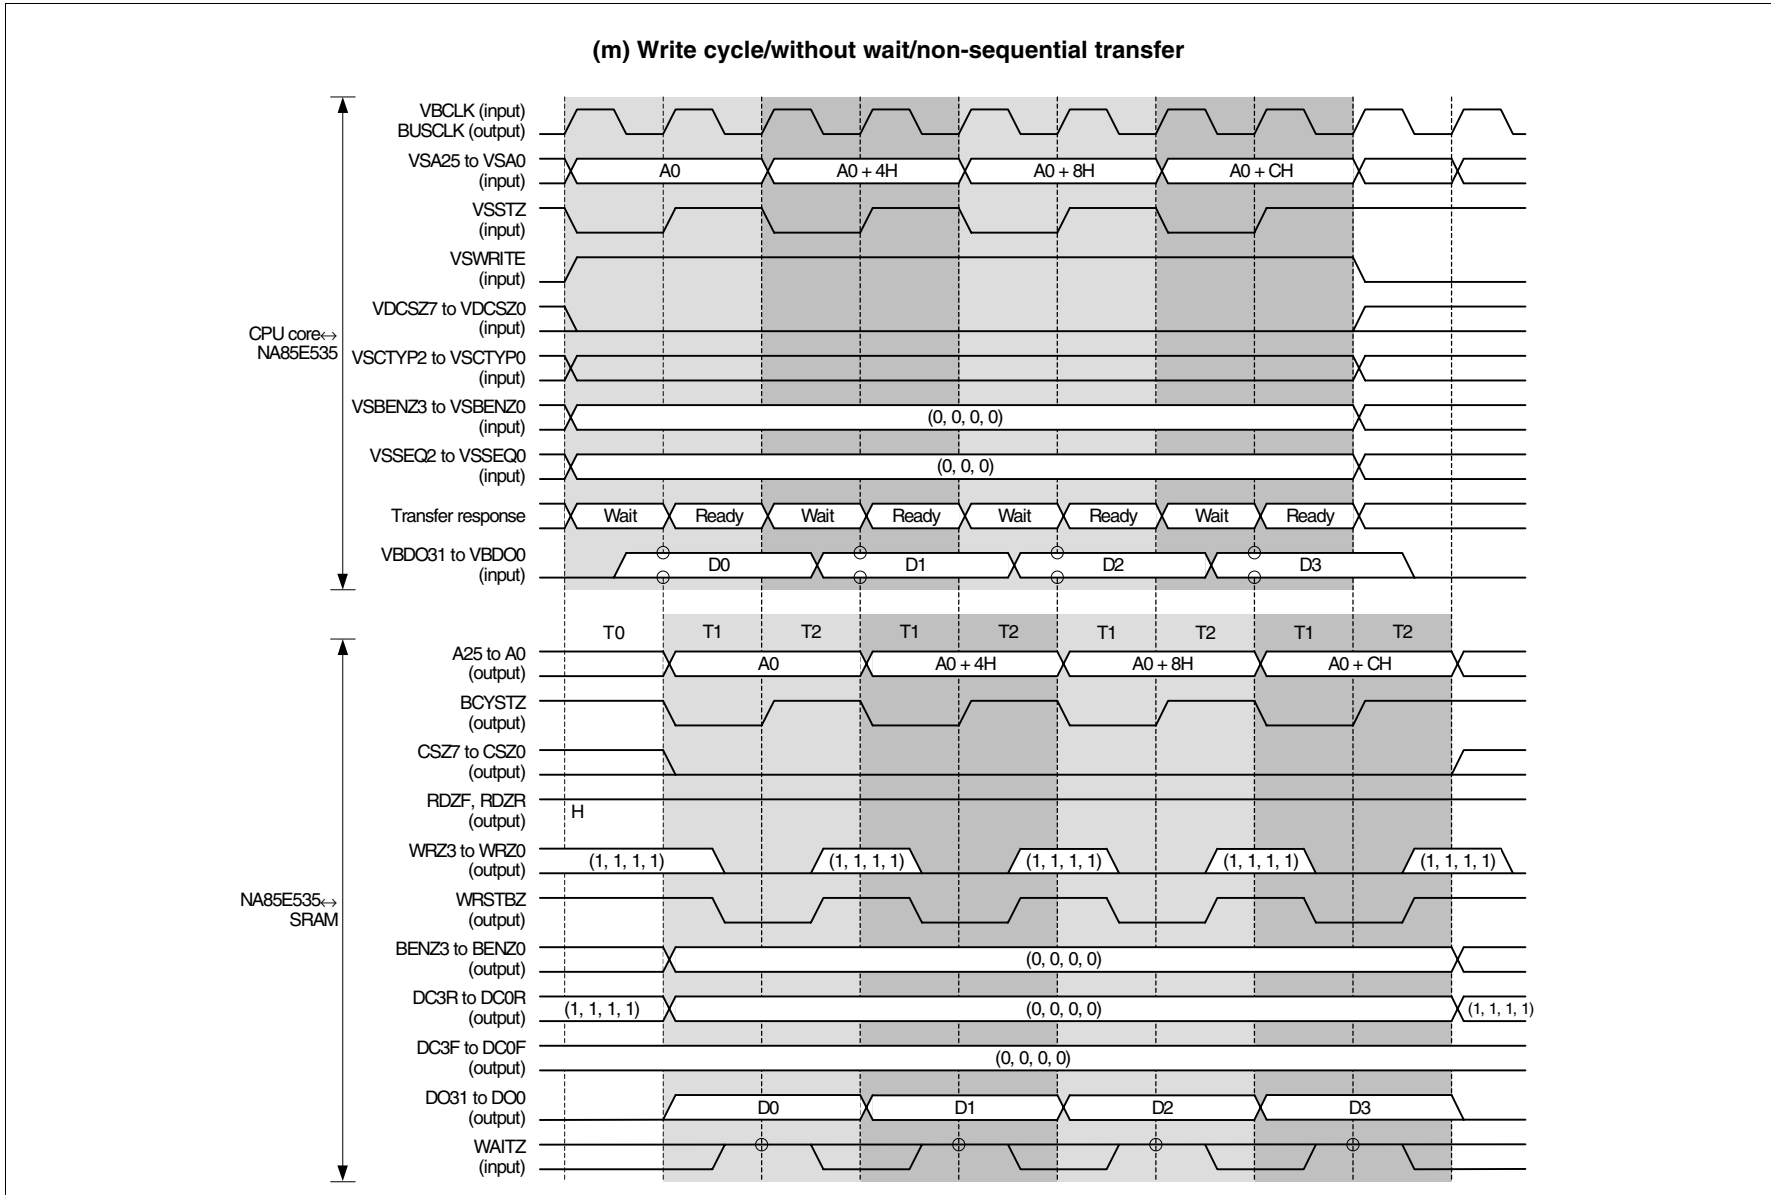 (m) Write cycle/without wait/non-sequential transfer
VBCLK (input)
BUSCLK (output)
VSA25 to VSA0
(input)
A0 A0 + 4H A0 + 8H A0 + CH
VSSTZ
(input)
VSWRITE
(input)
VDCSZ7 to VDCSZ0
(input)
CPU core↔
NA85E535
VSCTYP2 to VSCTYP0
(input)
VSBENZ3 to VSBENZ0
(input)
(0, 0, 0, 0)
VSSEQ2 to VSSEQ0
(input)
(0, 0, 0)
Transfer response Wait Ready Wait Ready Wait Ready Wait Ready
VBDO31 to VBDO0
(input)
D0 D1 D2 D3
T0 T1 T2 T1 T2 T1 T2 T1 T2
A25 to A0
(output)
A0 A0 + 4H A0 + 8H A0 + CH
BCYSTZ
(output)
CSZ7 to CSZ0
(output)
RDZF, RDZR
(output)
H
WRZ3 to WRZ0
(output)
(1, 1, 1, 1) (1, 1, 1, 1) (1, 1, 1, 1) (1, 1, 1, 1) (1, 1, 1, 1)
NA85E535↔
SRAM
WRSTBZ
(output)
BENZ3 to BENZ0
(output)
(0, 0, 0, 0)
DC3R to DC0R
(output)
(1, 1, 1, 1) (0, 0, 0, 0) (1, 1, 1, 1)
DC3F to DC0F
(output)
(0, 0, 0, 0)
DO31 to DO0
(output)
D0 D1 D2 D3
WAITZ
(input)